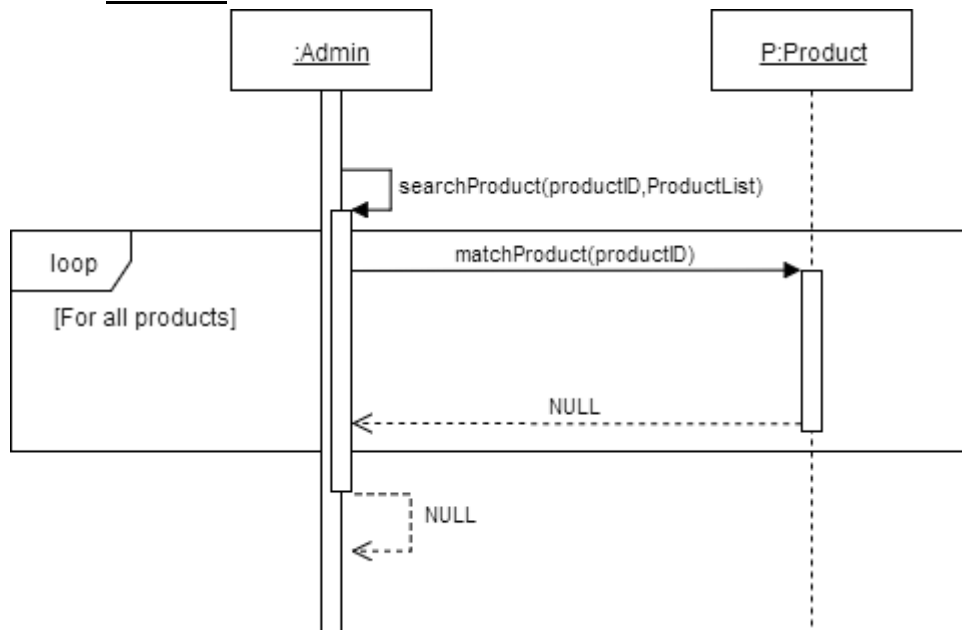 :Admin
P:Product
searchProduct(productID,ProductList)
loop
matchProduct(productID)
[For all products]
NULL
NULL